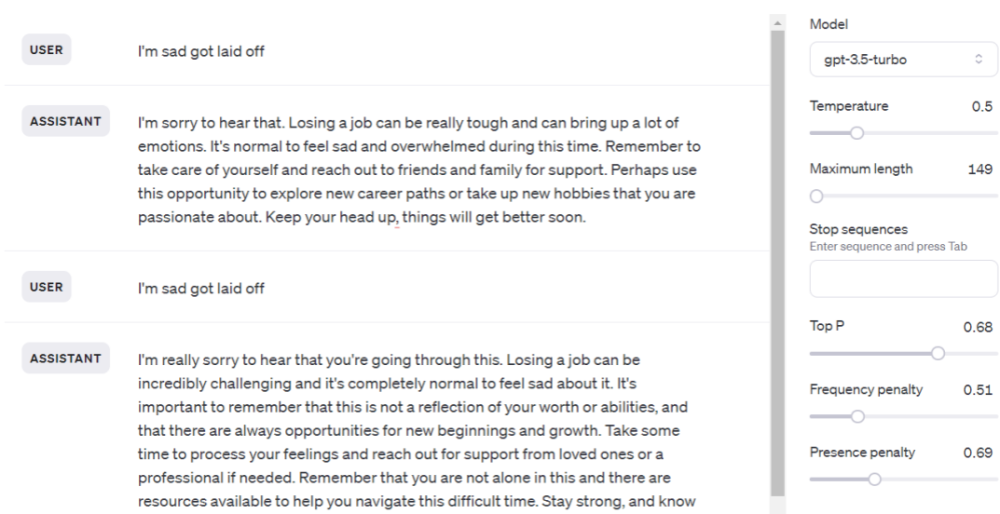 USER
I'm sad got laid off
ASSISTANT
I'm sorry to hear that. Losing a job can be really tough and can bring up a lot of
emotions. It's normal to feel sad and overwhelmed during this time. Remember to
take care of yourself and reach out to friends and family for support. Perhaps use
this opportunity to explore new career paths or take up new hobbies that you are
passionate about. Keep your head up, things will get better soon.
USER
I'm sad got laid off
ASSISTANT
I'm really sorry to hear that you're going through this. Losing a job can be
incredibly challenging and it's completely normal to feel sad about it. It's
important to remember that this is not a reflection of your worth or abilities, and
that there are always opportunities for new beginnings and growth. Take some
time to process your feelings and reach out for support from loved ones or a
professional if needed. Remember that you are not alone in this and there are
resources available to help you navigate this difficult time. Stay strong, and know
Model
gpt-3.5-turbo
Temperature 0.5
Maximum length 149
Stop sequences
Enter sequence and press Tab
Top P 0.68
Frequency penalty 0.51
Presence penalty 0.69